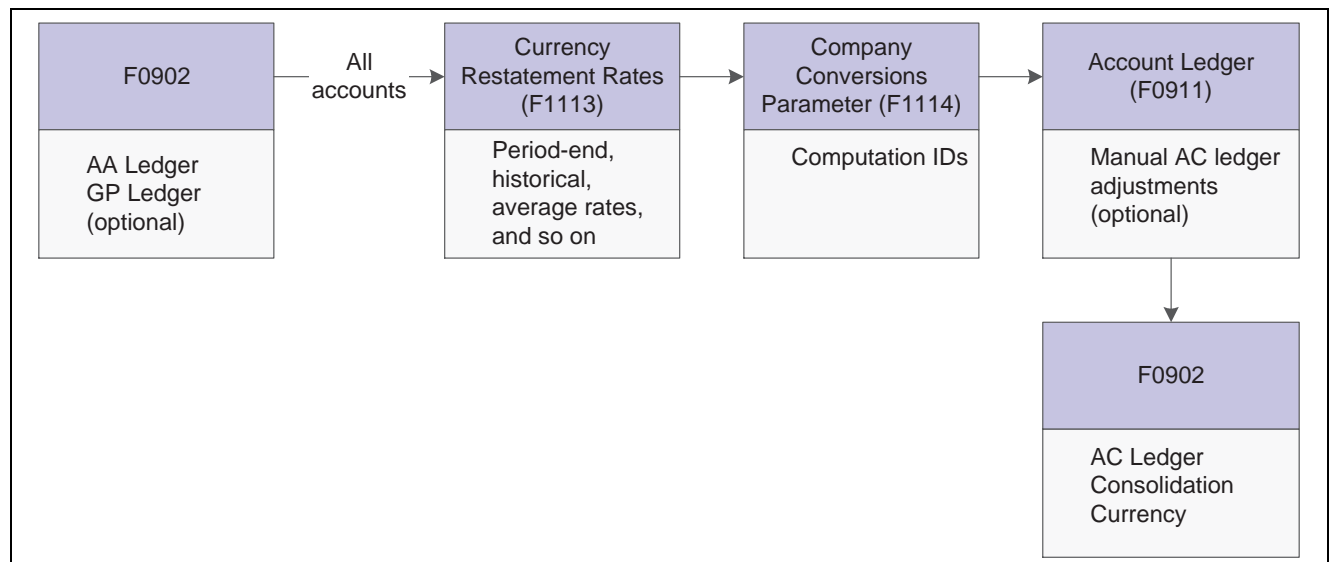 F0902
AA Ledger
GP Ledger
(optional)
All
accounts
Currency
Restatement Rates
(F1113)
Period-end,
historical,
average rates,
and so on
Company
Conversions
Parameter (F1114)
Computation IDs
Account Ledger
(F0911)
Manual AC ledger
adjustments
(optional)
F0902
AC Ledger
Consolidation
Currency